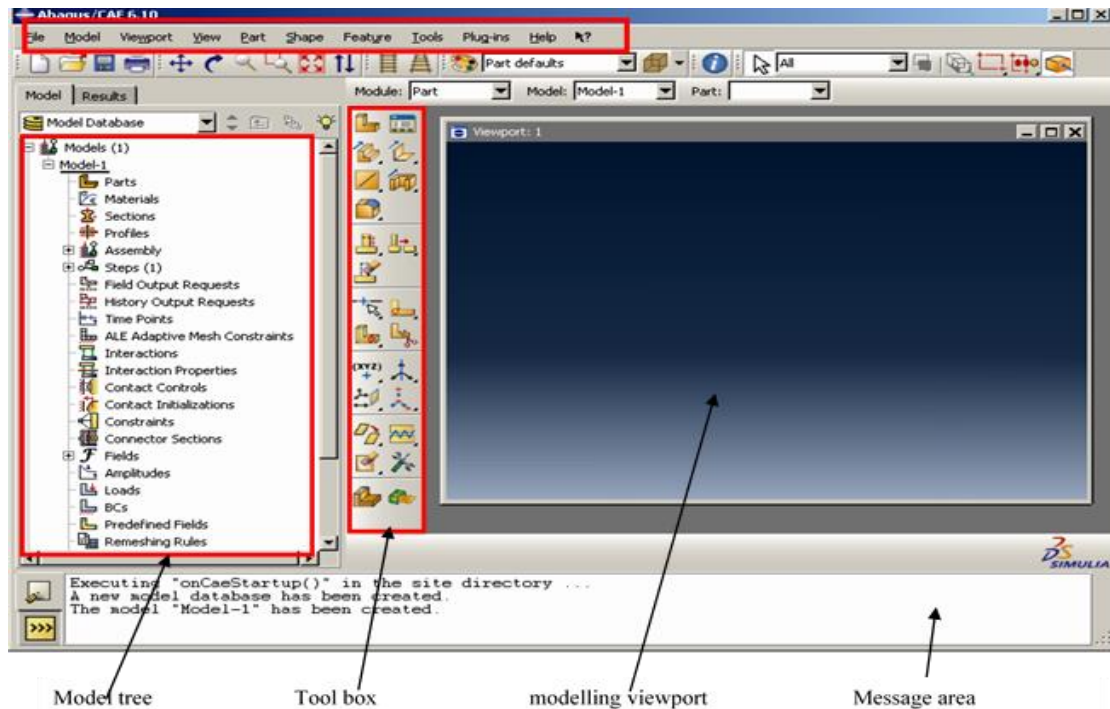 Abaqus/CAE 6.10
File Model Viewport View Part Shape Feature Tools Plug-ins Help
Part defaults All
Model Results Module: Part Model: Model-1 Part:
Model Database
Viewport: 1
Models (1)
Model-1
Parts
Materials
Sections
Profiles
Assembly
Steps (1)
Field Output Requests
History Output Requests
Time Points
ALE Adaptive Mesh Constraints
Interactions
Interaction Properties
Contact Controls
Contact Initializations
Constraints
Connector Sections
Fields
Amplitudes
Loads
BCs
Predefined Fields
Remeshing Rules
(XYZ)
SIMULIA
Executing "onCaeStartup()" in the site directory ...
A new model database has been created.
The model "Model-1" has been created.
>>>
Model tree Tool box modelling viewport Message area